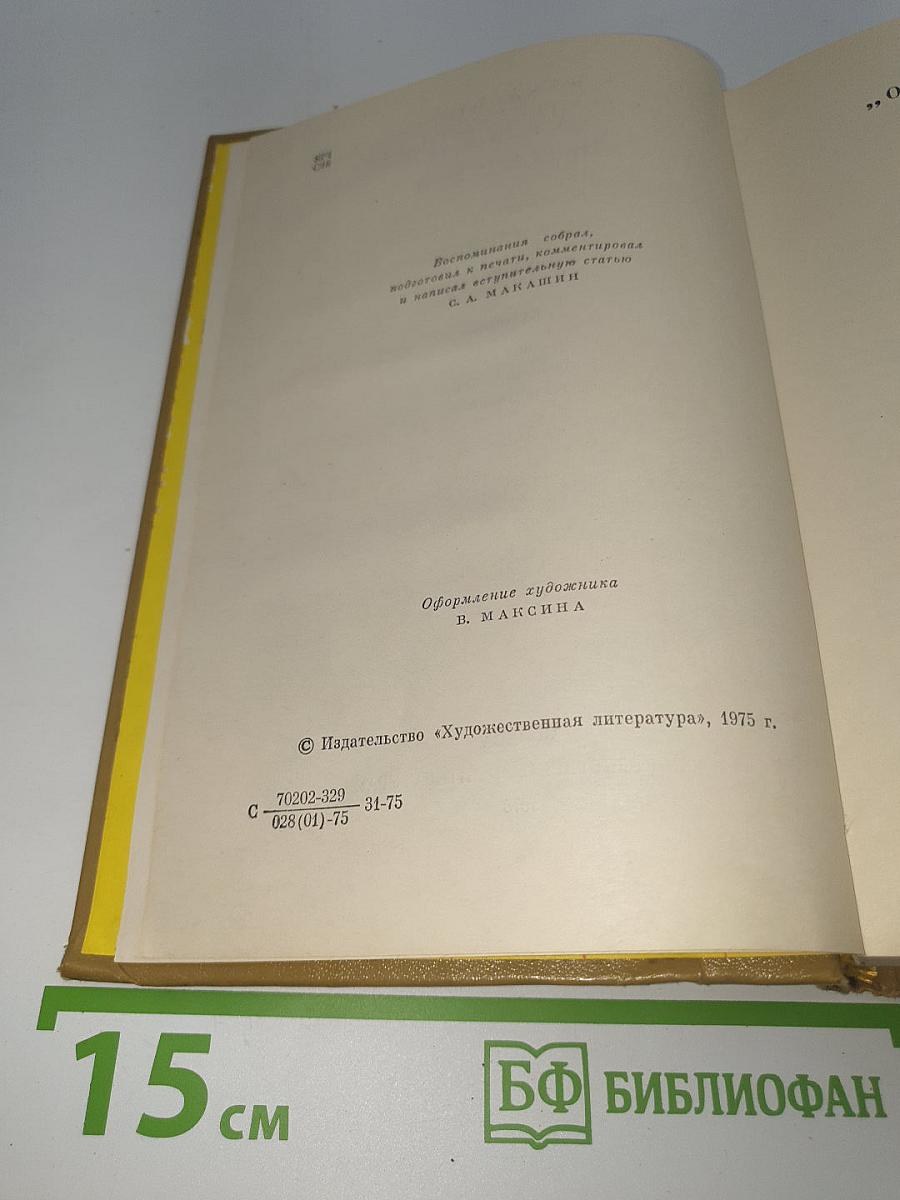 Воспоминания собрал,
подготовил к печати, комментировал
и написал вступительную статью
С. А. МАКАШИН
Оформление художника
В. МАКСИНА
© Издательство «Художественная литература», 1975 г.
С 70202-329
028(01)-75 31-75
„О
15 см
БФ БИБЛИОФАН